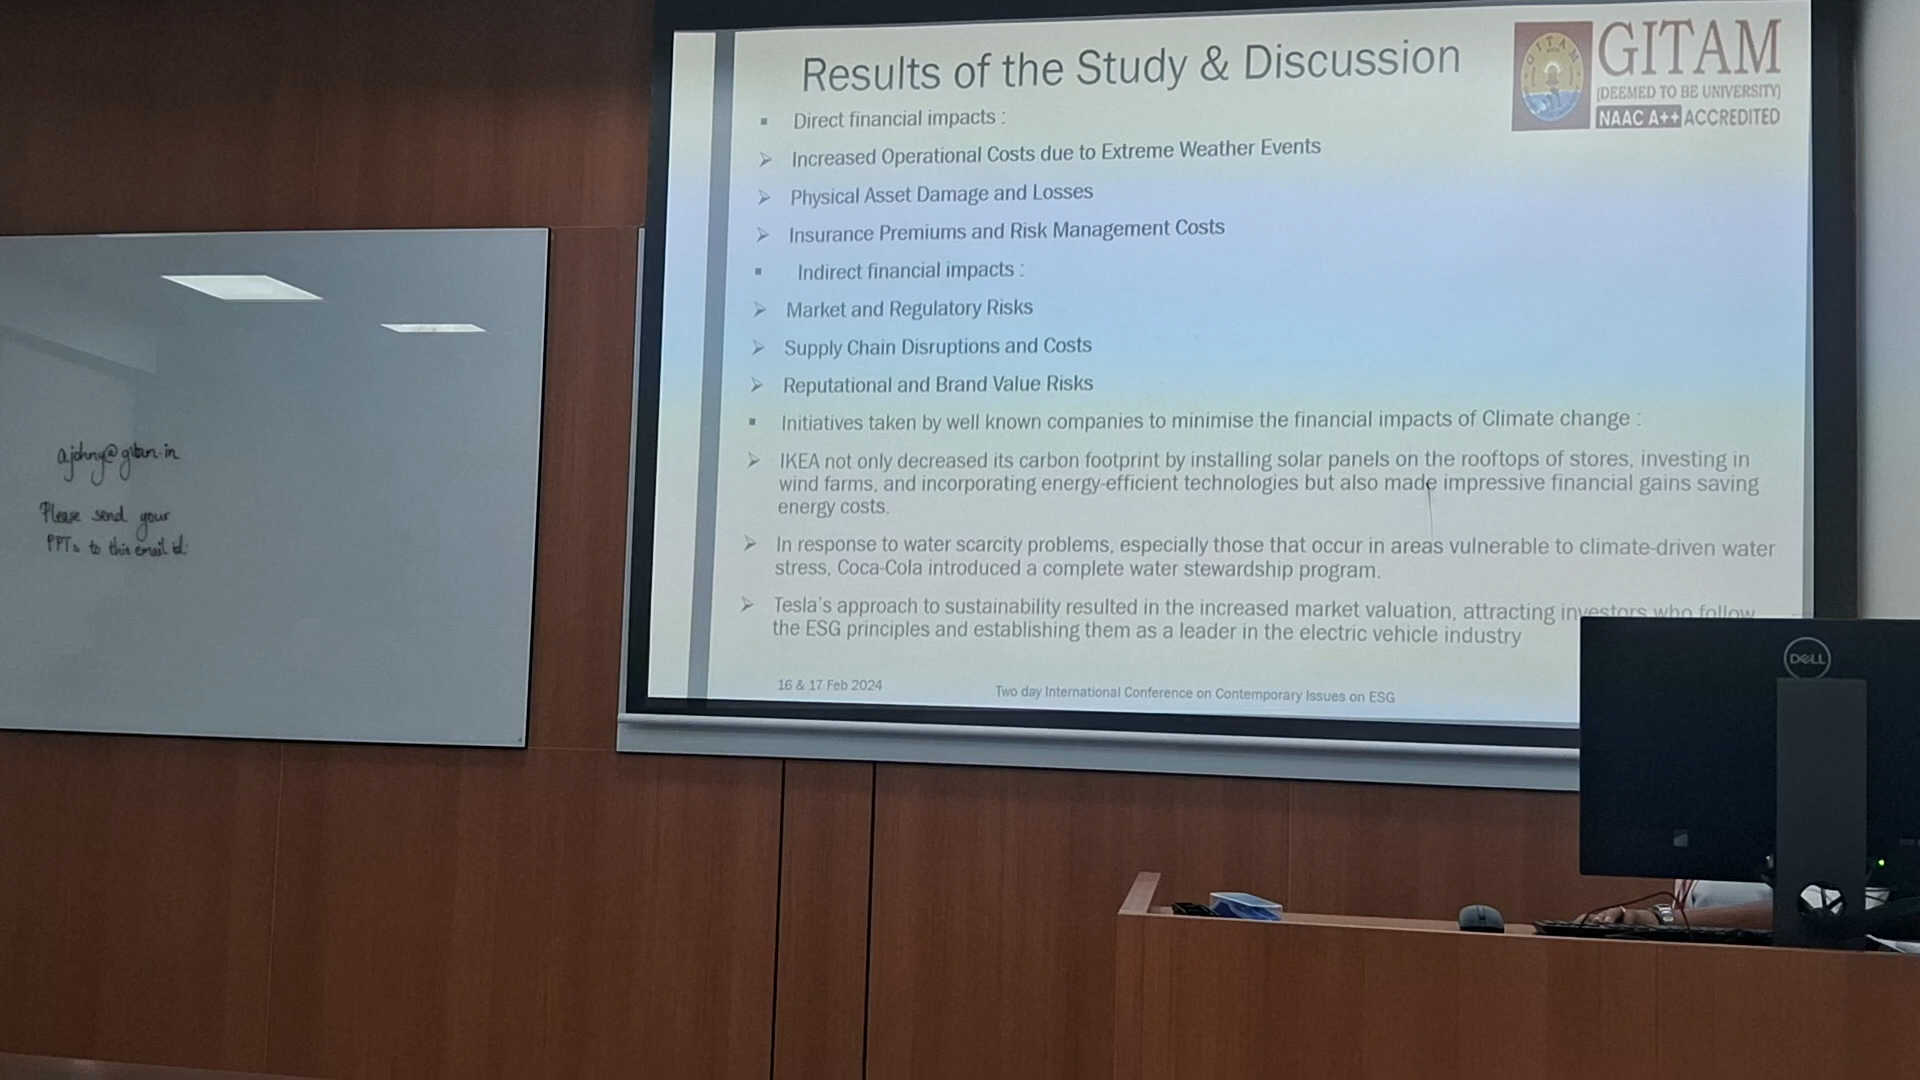 Results of the Study & Discussion
GITAM
(DEEMED TO BE UNIVERSITY)
NAAC A++ ACCREDITED
▪ Direct financial impacts :
➢ Increased Operational Costs due to Extreme Weather Events
➢ Physical Asset Damage and Losses
➢ Insurance Premiums and Risk Management Costs
▪ Indirect financial impacts :
➢ Market and Regulatory Risks
➢ Supply Chain Disruptions and Costs
➢ Reputational and Brand Value Risks
▪ Initiatives taken by well known companies to minimise the financial impacts of Climate change :
➢ IKEA not only decreased its carbon footprint by installing solar panels on the rooftops of stores, investing in
wind farms, and incorporating energy-efficient technologies but also made impressive financial gains saving
energy costs.
➢ In response to water scarcity problems, especially those that occur in areas vulnerable to climate-driven water
stress, Coca-Cola introduced a complete water stewardship program.
➢ Tesla's approach to sustainability resulted in the increased market valuation, attracting investors who follow
the ESG principles and establishing them as a leader in the electric vehicle industry
16 & 17 Feb 2024
Two day International Conference on Contemporary Issues on ESG
ajohny@gitam.in
Please send your
PPTs to this email id.
DELL